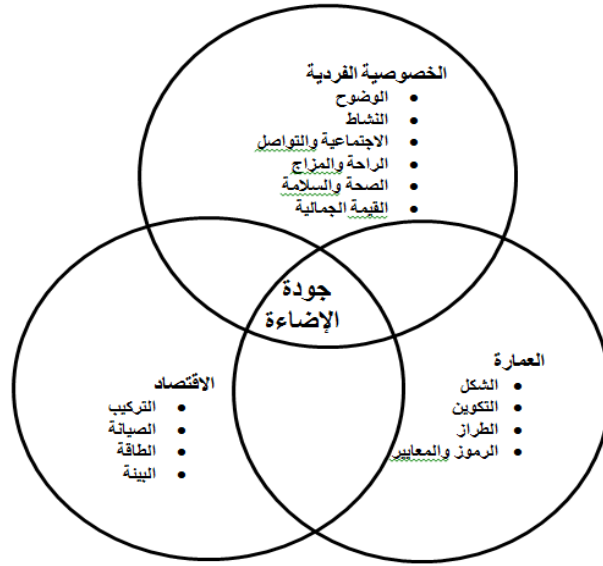 الخصوصية الفردية
• الوضوح
• النشاط
• الاجتماعية والتواصل
• الراحة والمزاج
• الصحة والسلامة
• القيمة الجمالية
جودة
الإضاءة
العمارة
• الشكل
• التكوين
• الطراز
• الرموز والمعايير
الاقتصاد
• التركيب
• الصيانة
• الطاقة
• البيئة